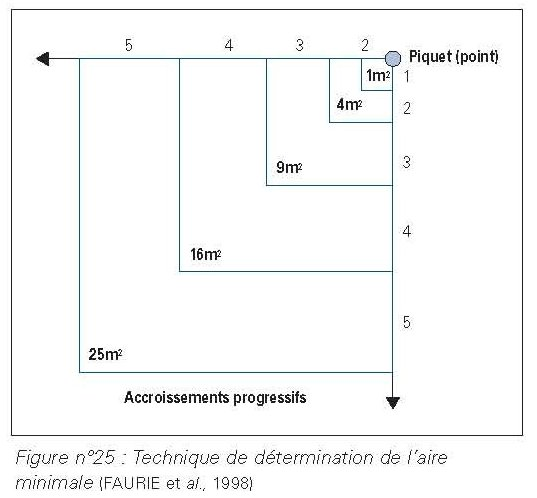 5 4 3 2
Piquet (point)
1m²
1
4m²
2
9m²
3
16m²
4
25m²
5
Accroissements progressifs
Figure n°25 : Technique de détermination de l'aire
minimale (FAURIE et al., 1998)